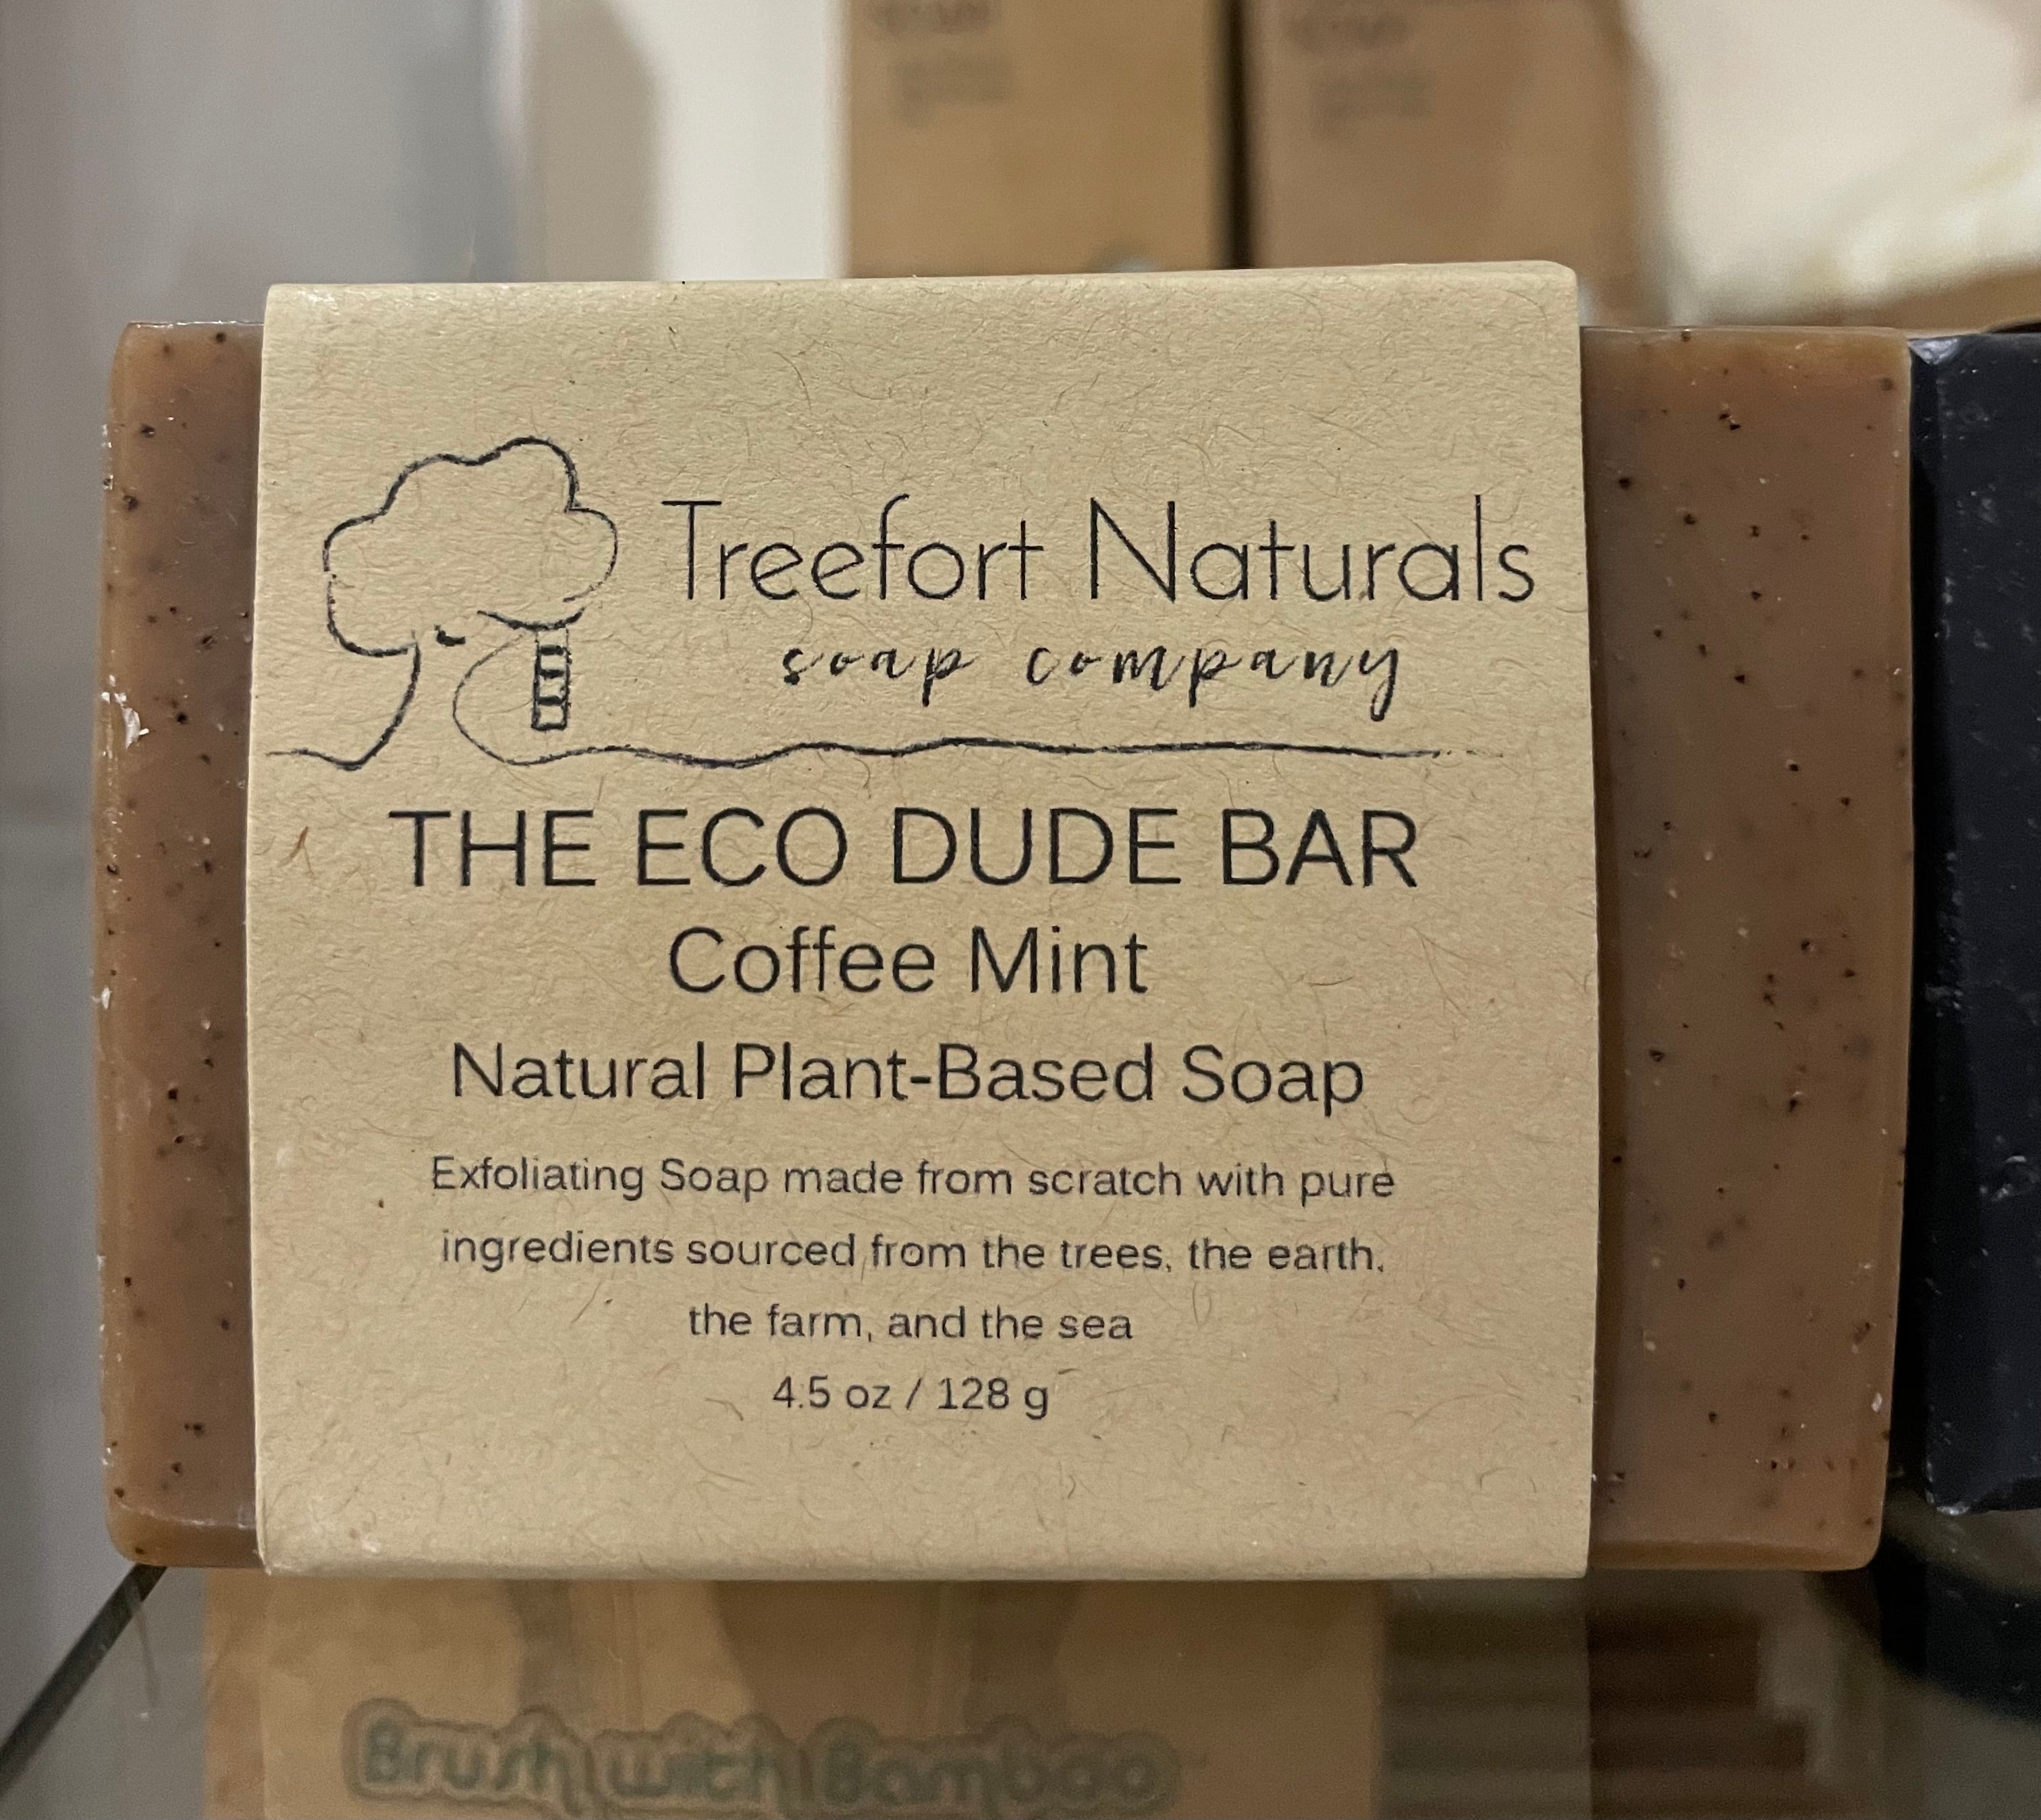 Treefort Naturals
soap company
THE ECO DUDE BAR
Coffee Mint
Natural Plant-Based Soap
Exfoliating Soap made from scratch with pure
ingredients sourced from the trees, the earth,
the farm, and the sea
4.5 oz / 128 g
Brush with Bamboo